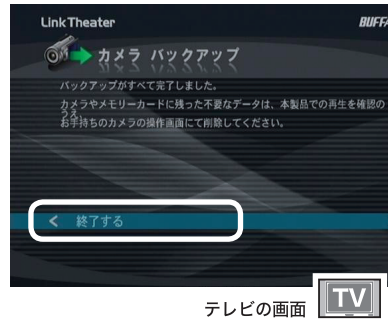 LinkTheater
カメラ バックアップ
バックアップがすべて完了しました。
カメラやメモリーカードに残った不要なデータは、本製品での再生を確認の
うえ、
お手持ちのカメラの操作画面にて削除してください。
< 終了する
テレビの画面 TV